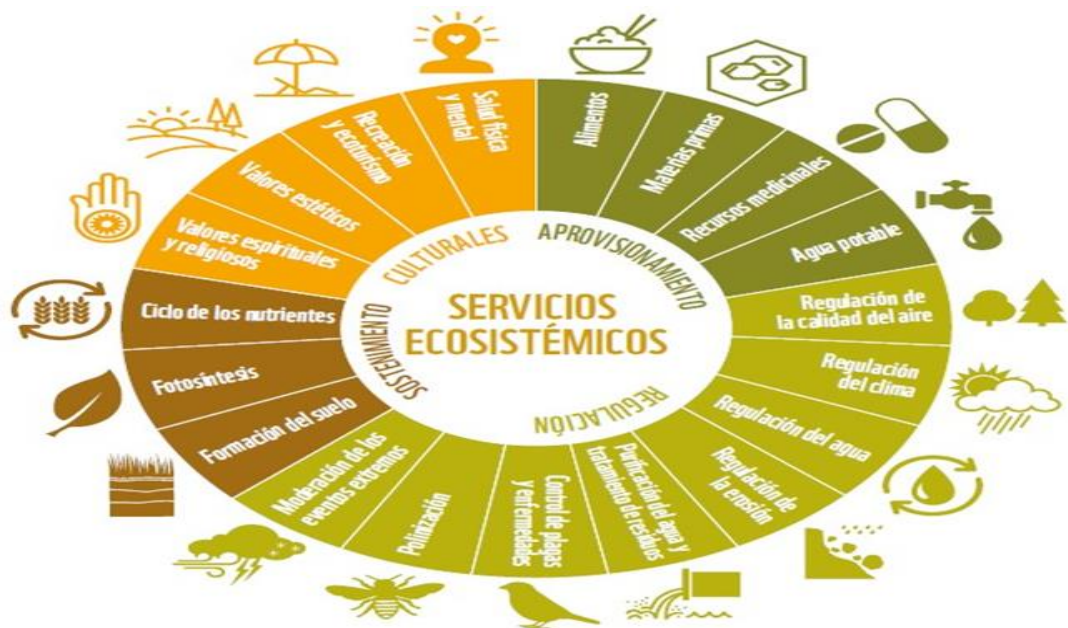 SERVICIOS
ECOSISTÉMICOS
APROVISIONAMIENTO
Alimentos
Materias primas
Recursos medicinales
Agua potable
REGULACIÓN
Regulación de
la calidad del aire
Regulación
del clima
Regulación del agua
Regulación de
la erosión
Purificación del agua y
tratamiento de residuos
Control de plagas
y enfermedades
Polinización
Moderación de los
eventos extremos
SOSTENIMIENTO
Formación del suelo
Fotosíntesis
Ciclo de los nutrientes
CULTURALES
Valores espirituales
y religiosos
Valores estéticos
Recreación
y ecoturismo
Salud física
y mental